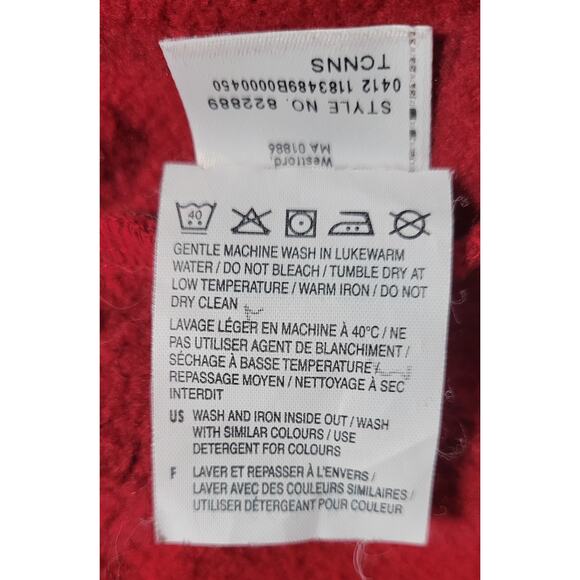 TCNNS
0412 1183489B0000450
STYLE NO. 822889
MA 01886
Westford,
40
GENTLE MACHINE WASH IN LUKEWARM
WATER / DO NOT BLEACH / TUMBLE DRY AT
LOW TEMPERATURE / WARM IRON / DO NOT
DRY CLEAN
LAVAGE LÉGER EN MACHINE À 40°C / NE
PAS UTILISER AGENT DE BLANCHIMENT /
SÉCHAGE À BASSE TEMPERATURE /
REPASSAGE MOYEN / NETTOYAGE À SEC
INTERDIT
US WASH AND IRON INSIDE OUT / WASH
WITH SIMILAR COLOURS / USE
DETERGENT FOR COLOURS
F LAVER ET REPASSER À L'ENVERS /
LAVER AVEC DES COULEURS SIMILAIRES /
UTILISER DÉTERGENT POUR COULEUR